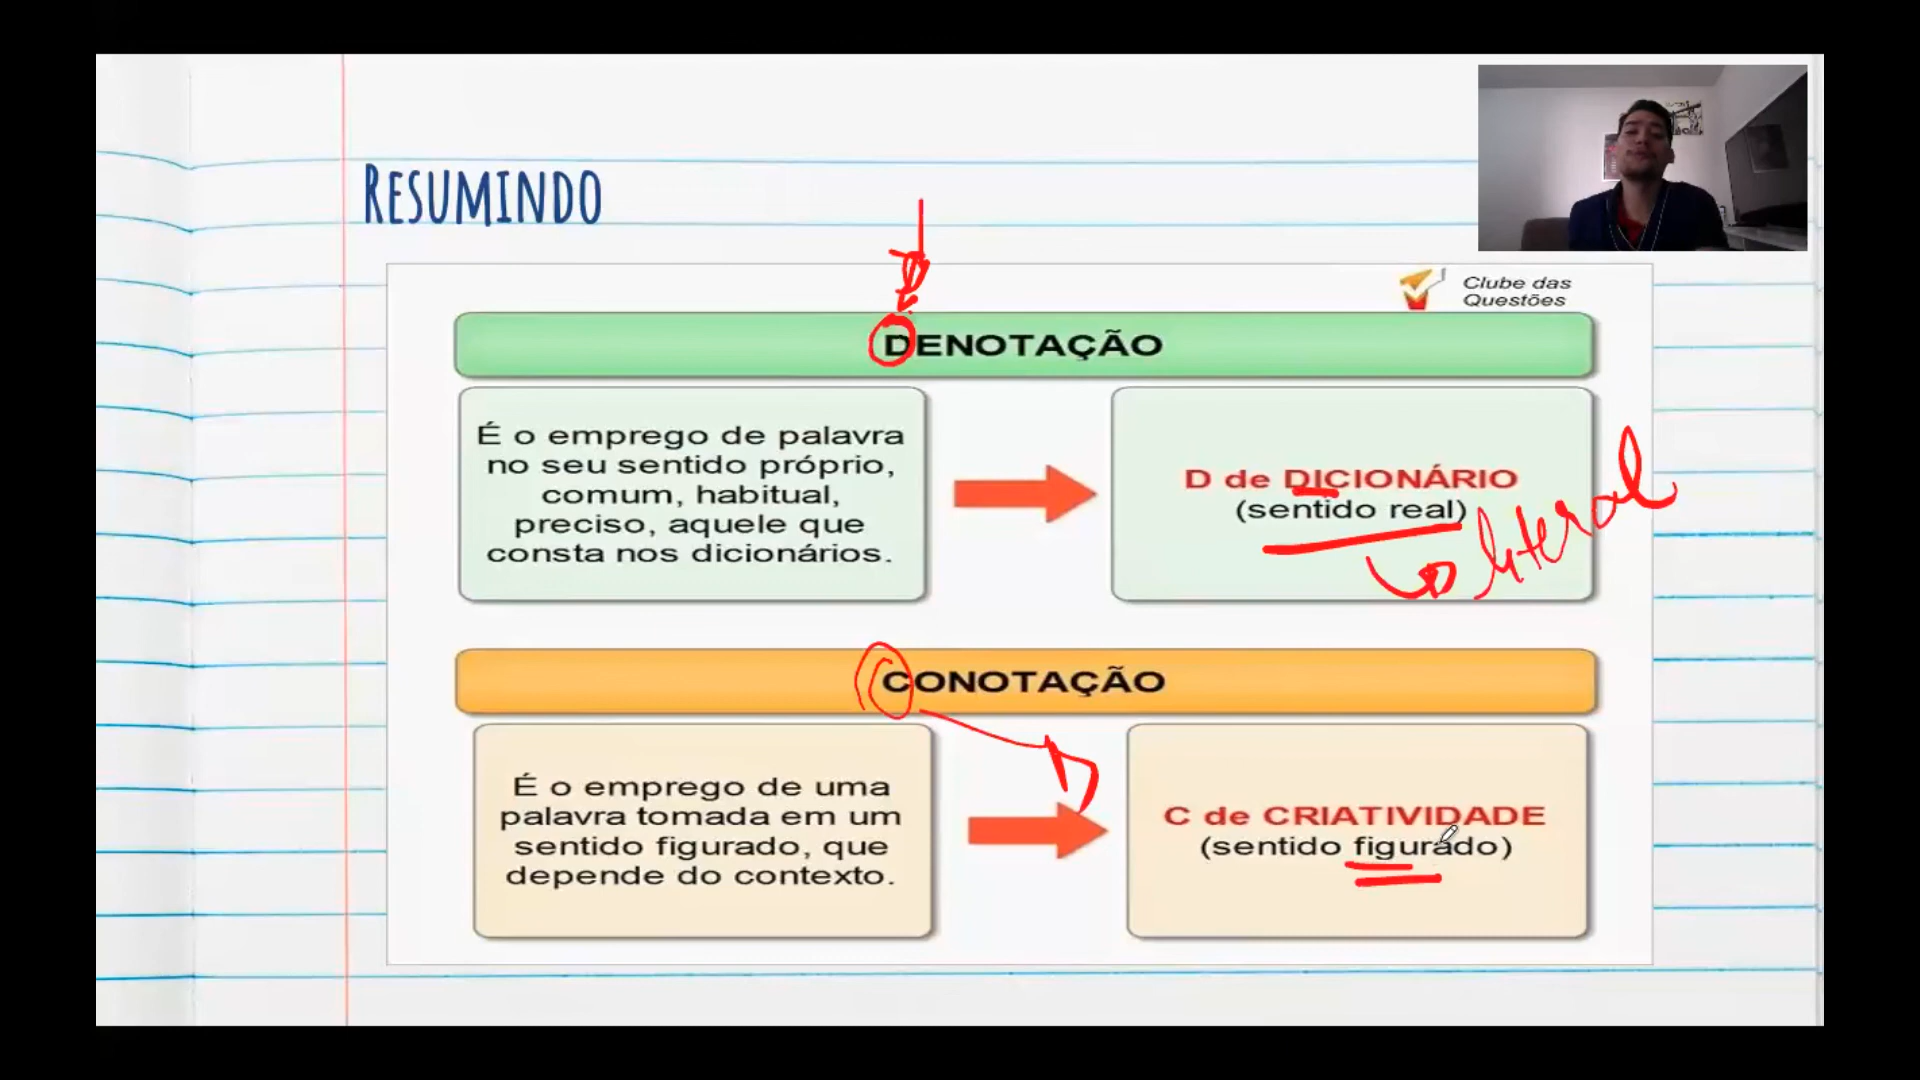 RESUMINDO
Clube das
Questões
DENOTAÇÃO
É o emprego de palavra
no seu sentido próprio,
comum, habitual,
preciso, aquele que
consta nos dicionários.
D de DICIONÁRIO
(sentido real)
literal
CONOTAÇÃO
É o emprego de uma
palavra tomada em um
sentido figurado, que
depende do contexto.
C de CRIATIVIDADE
(sentido figurado)